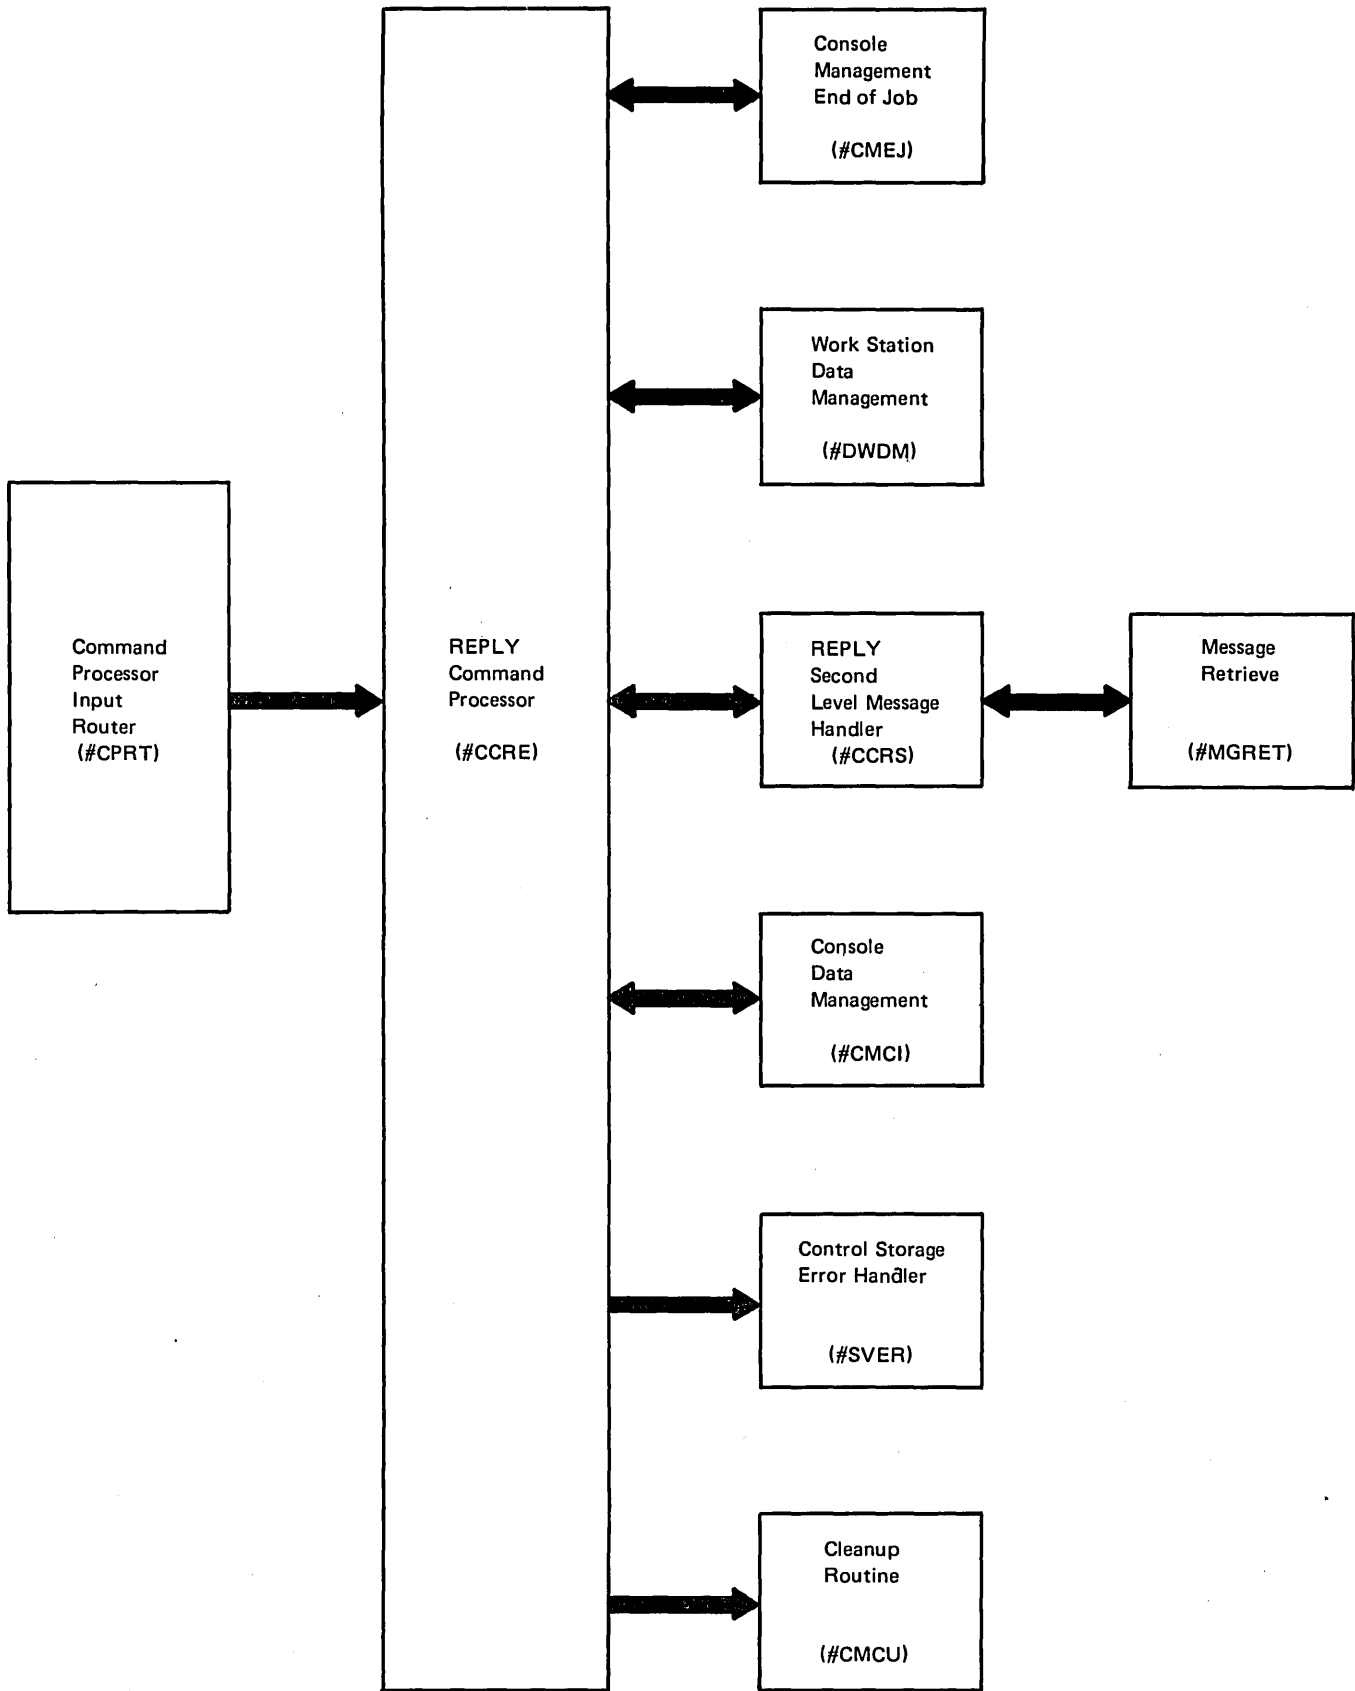 Console
Management
End of Job
(#CMEJ)
Work Station
Data
Management
(#DWDM)
Command
Processor
Input
Router
(#CPRT)
REPLY
Command
Processor
(#CCRE)
REPLY
Second
Level Message
Handler
(#CCRS)
Message
Retrieve
(#MGRET)
Console
Data
Management
(#CMCI)
Control Storage
Error Handler
(#SVER)
Cleanup
Routine
(#CMCU)